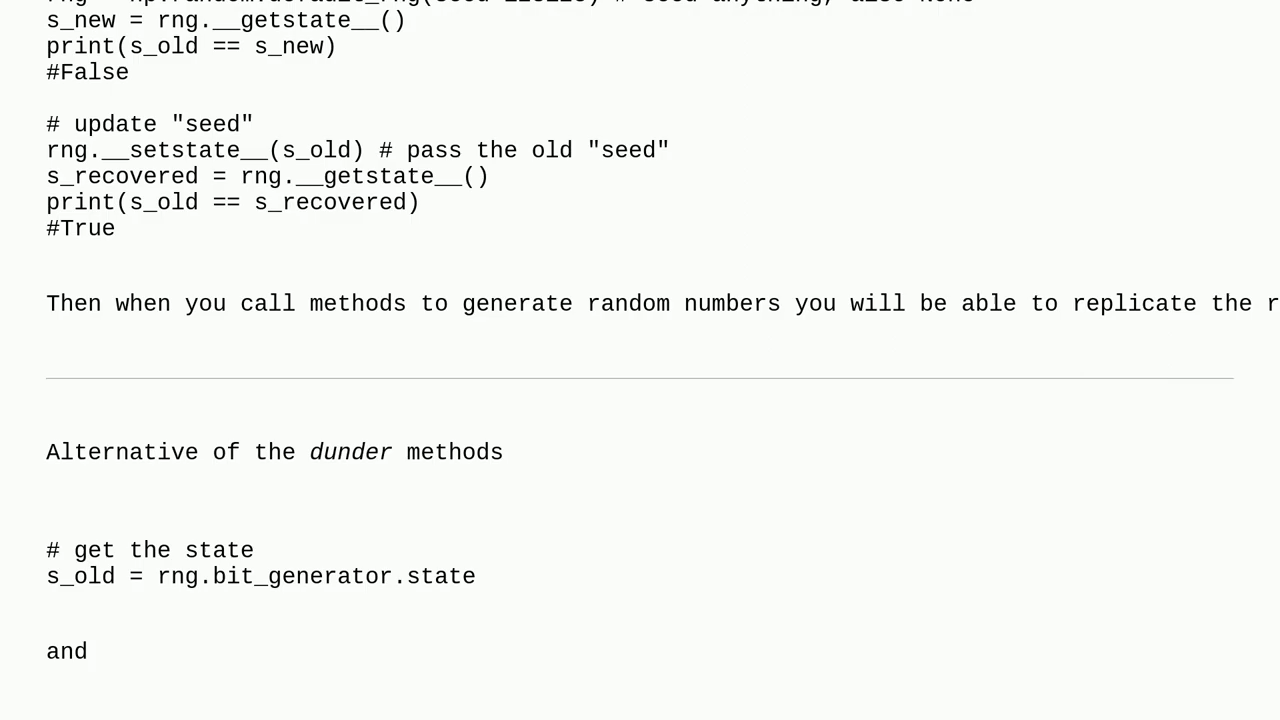 s_new = rng.__getstate__()
print(s_old == s_new)
#False
# update "seed"
rng.__setstate__(s_old) # pass the old "seed"
s_recovered = rng.__getstate__()
print(s_old == s_recovered)
#True
Then when you call methods to generate random numbers you will be able to replicate the
Alternative of the dunder methods
# get the state
s_old = rng.bit_generator.state
and